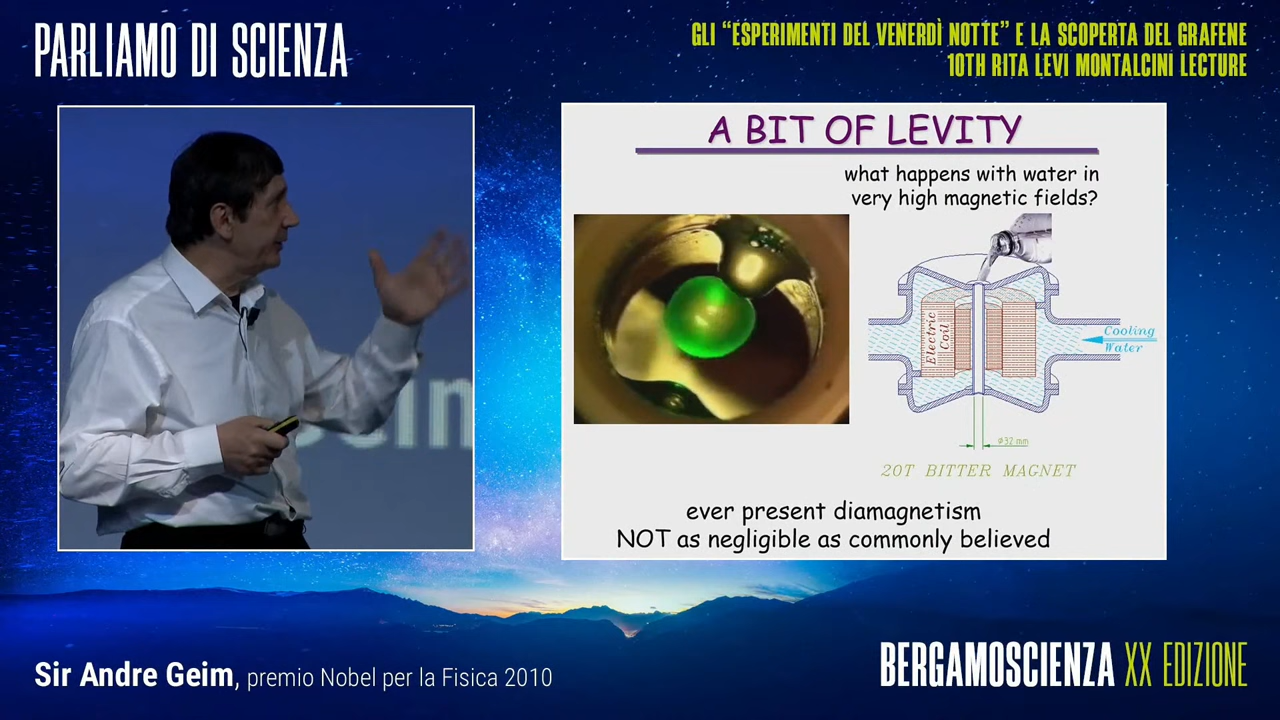 PARLIAMO DI SCIENZA
GLI “ESPERIMENTI DEL VENERDÌ NOTTE” E LA SCOPERTA DEL GRAFENE
10TH RITA LEVI MONTALCINI LECTURE
A BIT OF LEVITY
what happens with water in
very high magnetic fields?
Electric
Coil
Cooling
Water
Ø32 mm
20T BITTER MAGNET
ever present diamagnetism
NOT as negligible as commonly believed
Sir Andre Geim, premio Nobel per la Fisica 2010
BERGAMOSCIENZA XX EDIZIONE